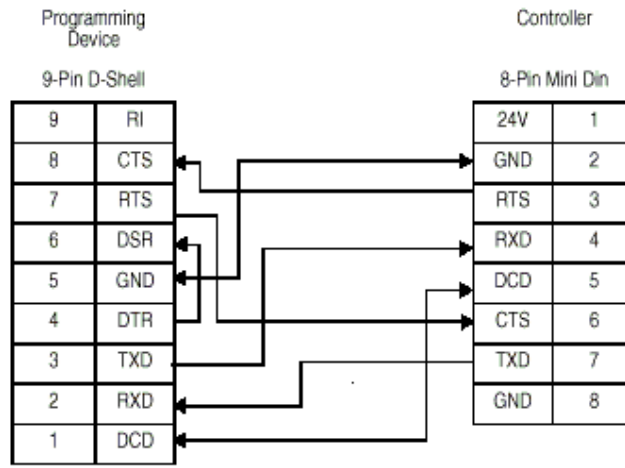 Programming
Device
Controller
9-Pin D-Shell
8-Pin Mini Din
9 RI
24V 1
8 CTS
GND 2
7 RTS
RTS 3
6 DSR
RXD 4
5 GND
DCD 5
4 DTR
CTS 6
3 TXD
TXD 7
2 RXD
GND 8
1 DCD